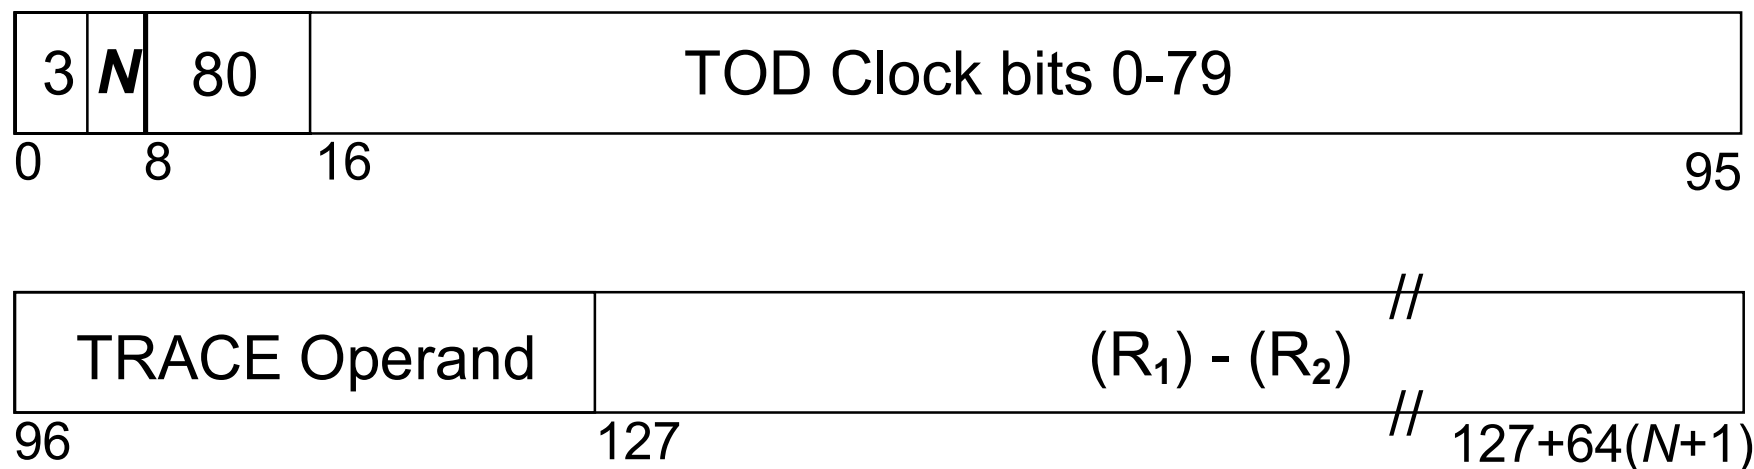 3 N 80 TOD Clock bits 0-79
0 8 16 95
TRACE Operand (R₁) - (R₂)
96 127 127+64(N+1)